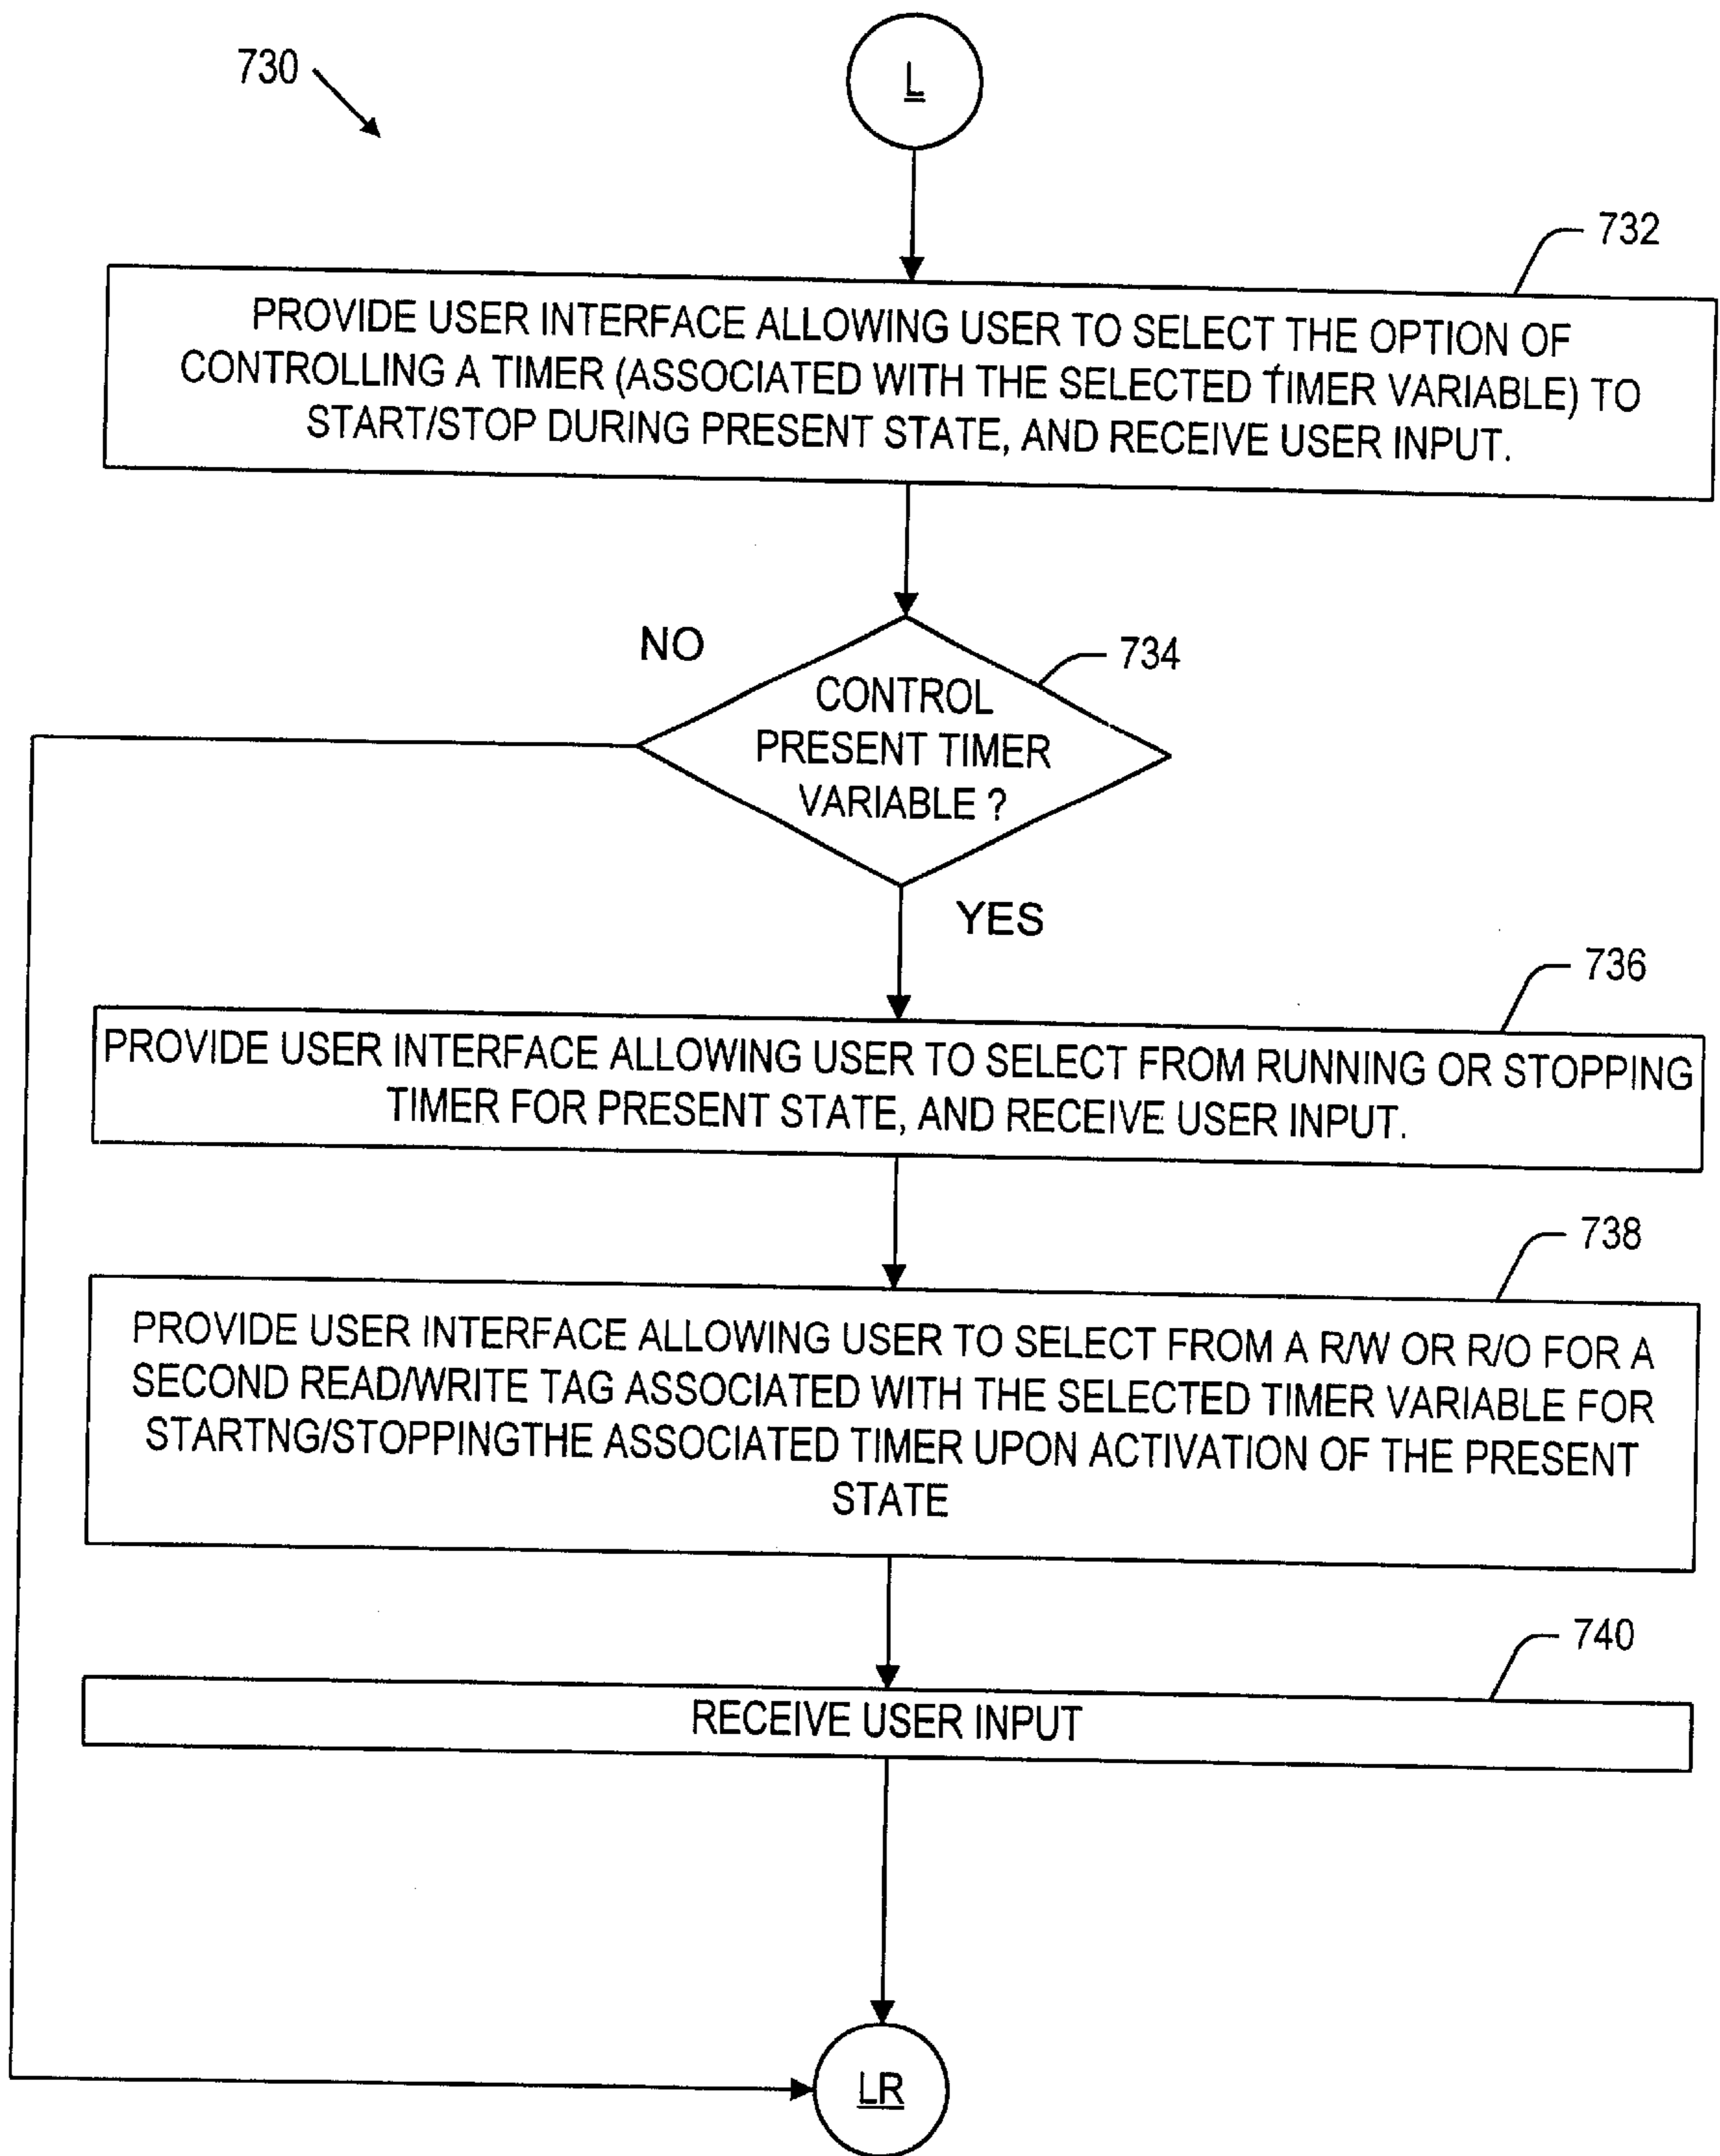 730
L
732
PROVIDE USER INTERFACE ALLOWING USER TO SELECT THE OPTION OF
CONTROLLING A TIMER (ASSOCIATED WITH THE SELECTED TIMER VARIABLE) TO
START/STOP DURING PRESENT STATE, AND RECEIVE USER INPUT.
NO
734
CONTROL
PRESENT TIMER
VARIABLE ?
YES
736
PROVIDE USER INTERFACE ALLOWING USER TO SELECT FROM RUNNING OR STOPPING
TIMER FOR PRESENT STATE, AND RECEIVE USER INPUT.
738
PROVIDE USER INTERFACE ALLOWING USER TO SELECT FROM A R/W OR R/O FOR A
SECOND READ/WRITE TAG ASSOCIATED WITH THE SELECTED TIMER VARIABLE FOR
STARTNG/STOPPINGTHE ASSOCIATED TIMER UPON ACTIVATION OF THE PRESENT
STATE
740
RECEIVE USER INPUT
LR